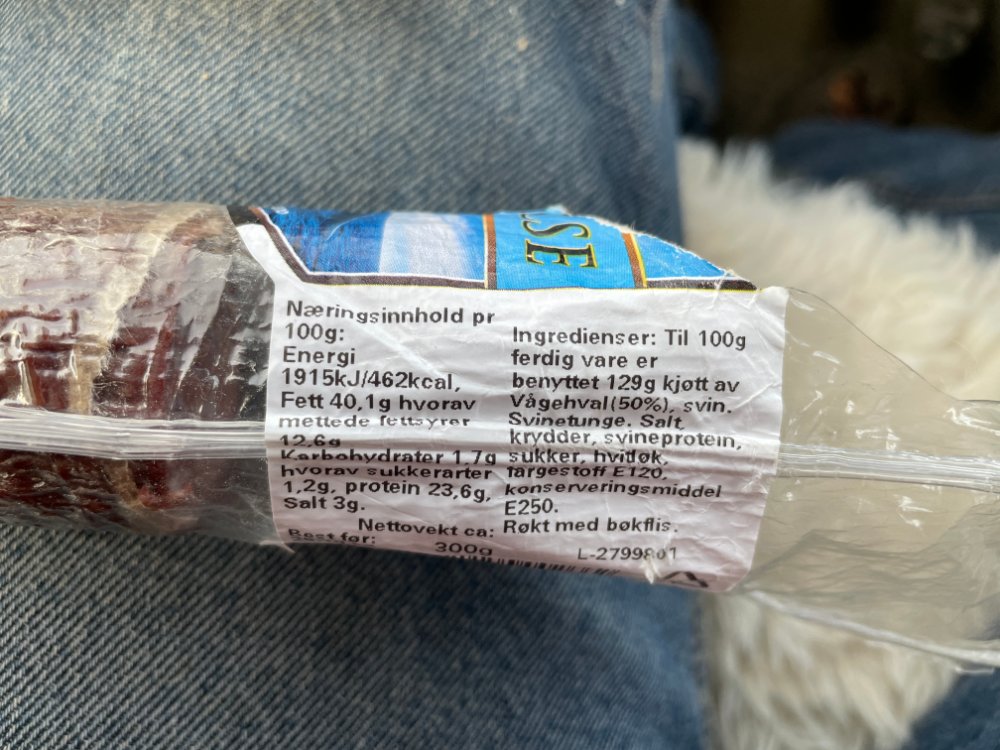 LSE
Næringsinnhold pr
100g:
Energi
1915kJ/462kcal,
Fett 40,1g hvorav
mettede fettsyrer
12,6g
Karbohydrater 1,7g
hvorav sukkerarter
1,2g, protein 23,6g,
Salt 3g.
Nettovekt ca:
Best før:
300g
Ingredienser: Til 100g
ferdig vare er
benyttet 129g kjøtt av
Vågehval(50%), svin.
Svinetunge. Salt,
krydder, svineprotein,
sukker, hvitløk,
fargestoff E120,
konserveringsmiddel
E250.
Røkt med bøkflis.